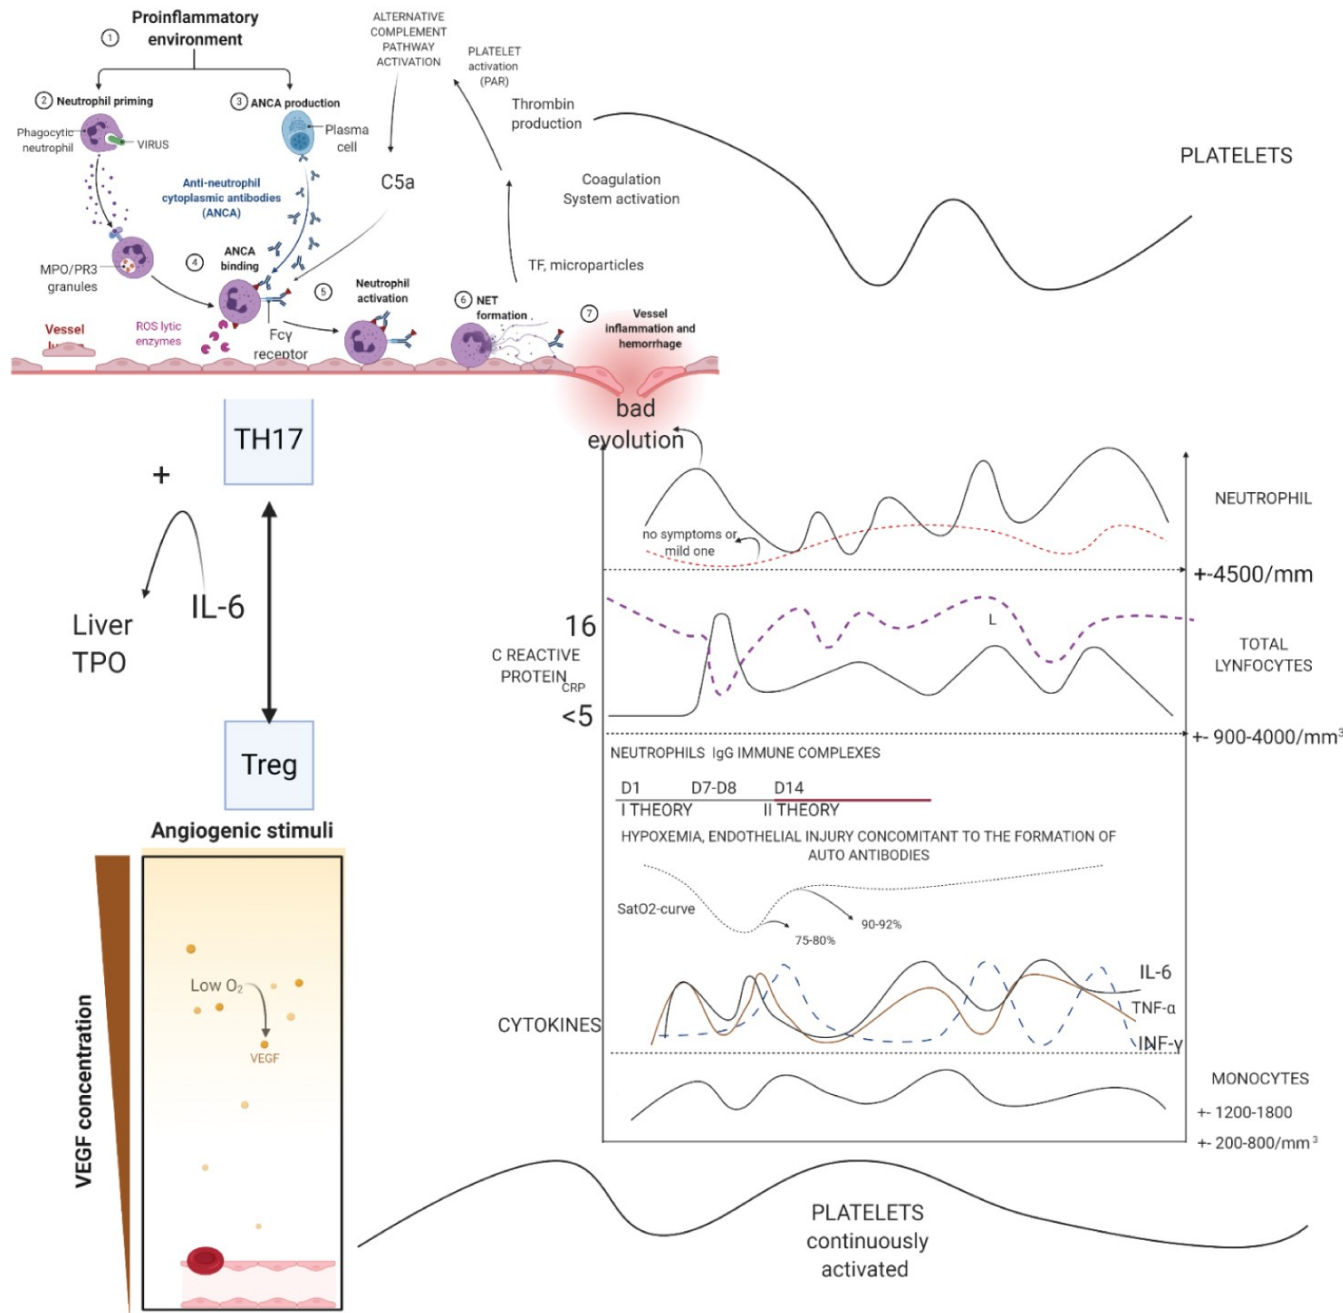 Proinflammatory
environment
1
2 Neutrophil priming
3 ANCA production
Phagocytic
neutrophil
VIRUS
Plasma
cell
Anti-neutrophil
cytoplasmic antibodies
(ANCA)
MPO/PR3
granules
4
ANCA
binding
ROS lytic
enzymes
Fcγ
receptor
5
Neutrophil
activation
6 NET
formation
7
Vessel
inflammation and
hemorrhage
Vessel
ALTERNATIVE
COMPLEMENT
PATHWAY
ACTIVATION
C5a
PLATELET
activation
(PAR)
Thrombin
production
Coagulation
System activation
TF, microparticles
PLATELETS
bad
evolution
TH17
+
IL-6
Liver
TPO
Treg
Angiogenic stimuli
VEGF concentration
Low O2
VEGF
no symptoms or
mild one
NEUTROPHIL
+-4500/mm
16
C REACTIVE
PROTEIN
CRP
<5
L
TOTAL
LYNFOCYTES
+- 900-4000/mm3
NEUTROPHILS IgG IMMUNE COMPLEXES
D1 D7-D8 D14
I THEORY II THEORY
HYPOXEMIA, ENDOTHELIAL INJURY CONCOMITANT TO THE FORMATION OF
AUTO ANTIBODIES
SatO2-curve
75-80%
90-92%
CYTOKINES
IL-6
TNF-α
INF-γ
MONOCYTES
+- 1200-1800
+- 200-800/mm3
PLATELETS
continuously
activated